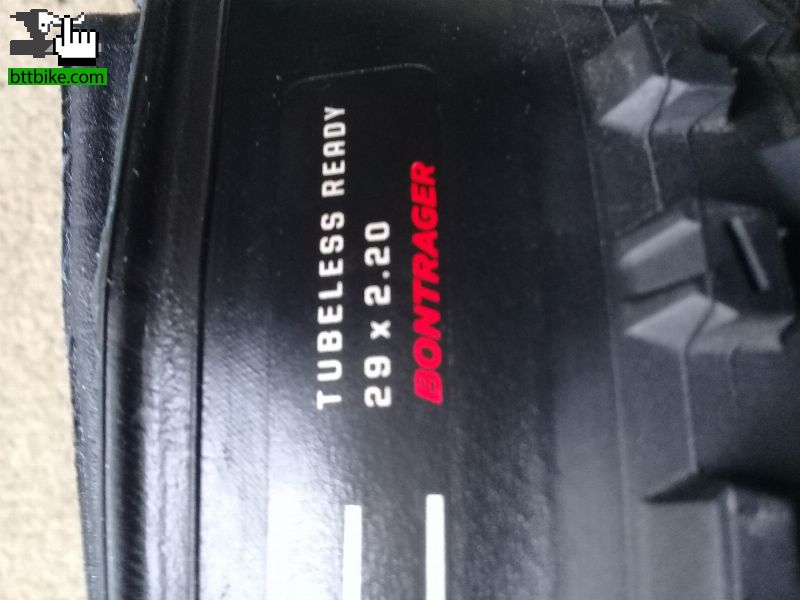 bttbike.com
TUBELESS READY
29 x 2.20
BONTRAGER